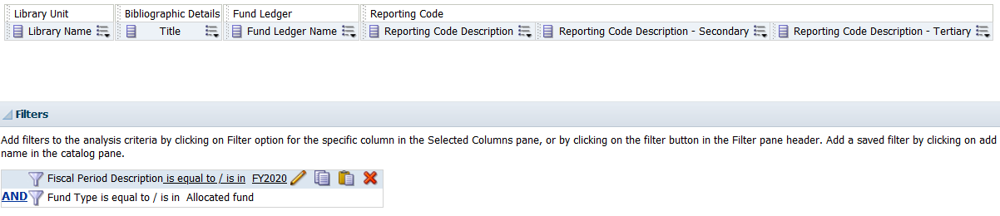 Library Unit Bibliographic Details Fund Ledger Reporting Code
Library Name Title Fund Ledger Name Reporting Code Description Reporting Code Description - Secondary Reporting Code Description - Tertiary
Filters
Add filters to the analysis criteria by clicking on Filter option for the specific column in the Selected Columns pane, or by clicking on the filter button in the Filter pane header. Add a saved filter by clicking on add
name in the catalog pane.
Fiscal Period Description is equal to / is in FY2020
AND Fund Type is equal to / is in Allocated fund